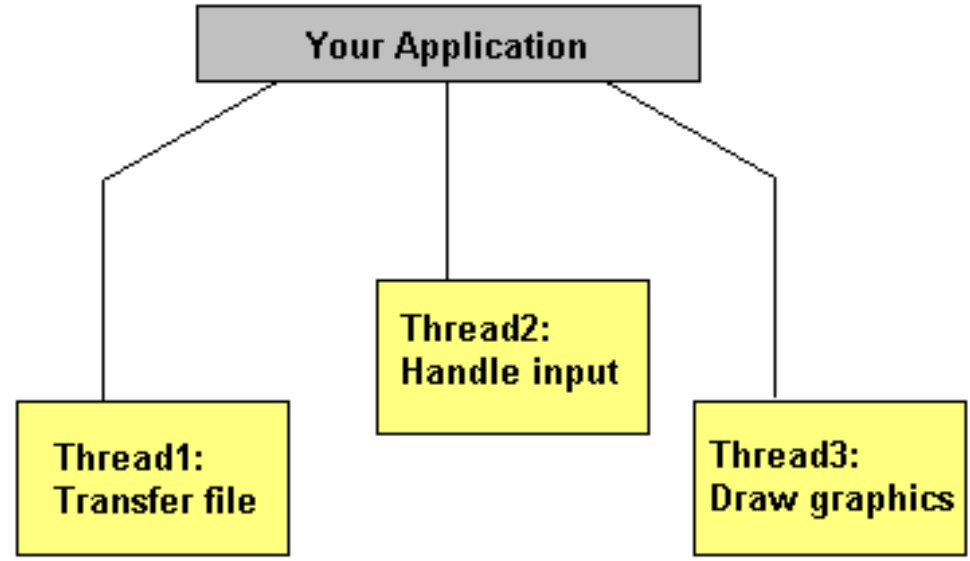 Your Application
Thread2:
Handle input
Thread1:
Transfer file
Thread3:
Draw graphics